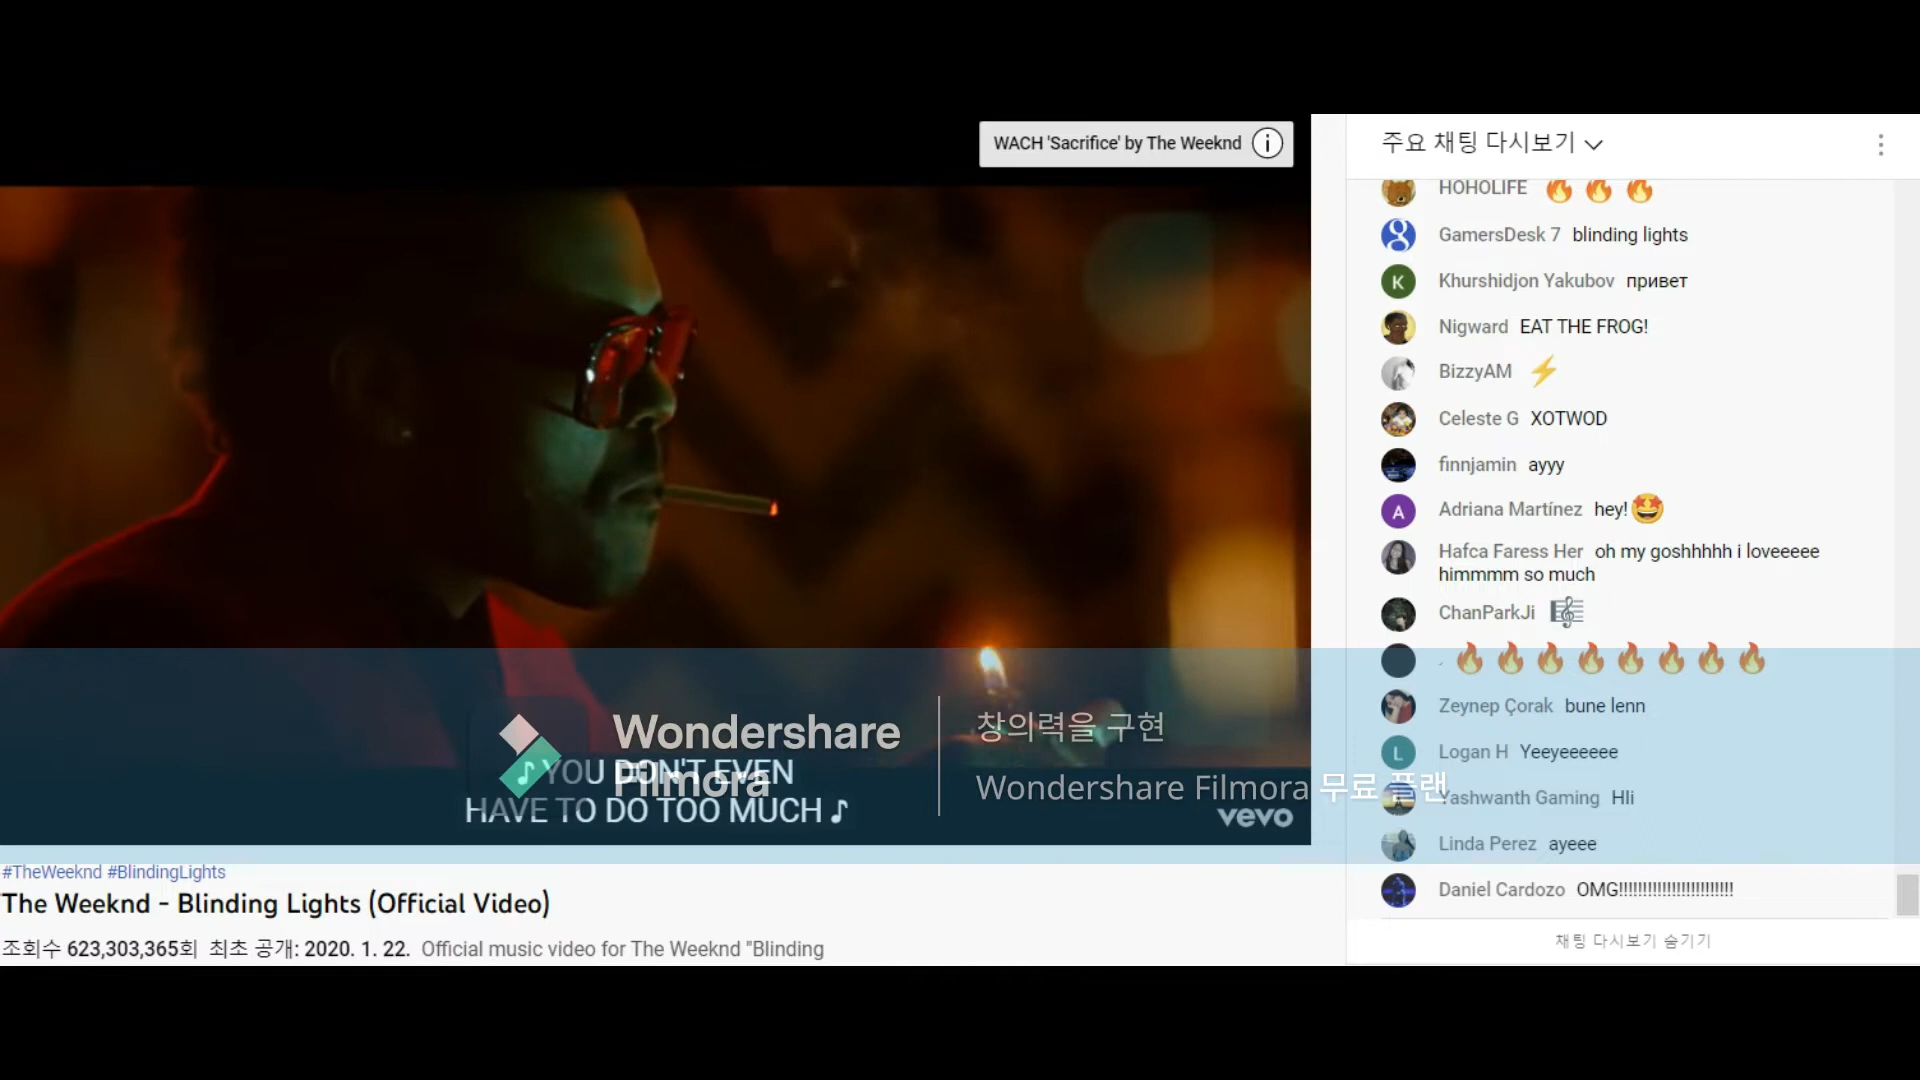 WACH 'Sacrifice' by The Weeknd
♪ YOU DON'T EVEN
HAVE TO DO TOO MUCH ♪
Wondershare
Filmora
창의력을 구현
Wondershare Filmora 무료 플랜
vevo
#TheWeeknd #BlindingLights
The Weeknd - Blinding Lights (Official Video)
조회수 623,303,365회 최초 공개: 2020. 1. 22. Official music video for The Weeknd "Blinding
주요 채팅 다시보기
HOHOLIFE 🔥🔥🔥
GamersDesk 7 blinding lights
K Khurshidjon Yakubov привет
Nigward EAT THE FROG!
BizzyAM ⚡
Celeste G XOTWOD
finnjamin ayyy
A Adriana Martínez hey!🤩
Hafca Faress Her oh my goshhhhh i loveeeee
himmmm so much
ChanParkJi 🎼
🔥🔥🔥🔥🔥🔥🔥🔥
Zeynep Çorak bune lenn
L Logan H Yeeyeeeeee
Yashwanth Gaming Hli
Linda Perez ayeee
Daniel Cardozo OMG!!!!!!!!!!!!!!!!!!!!!!!!
채팅 다시보기 숨기기